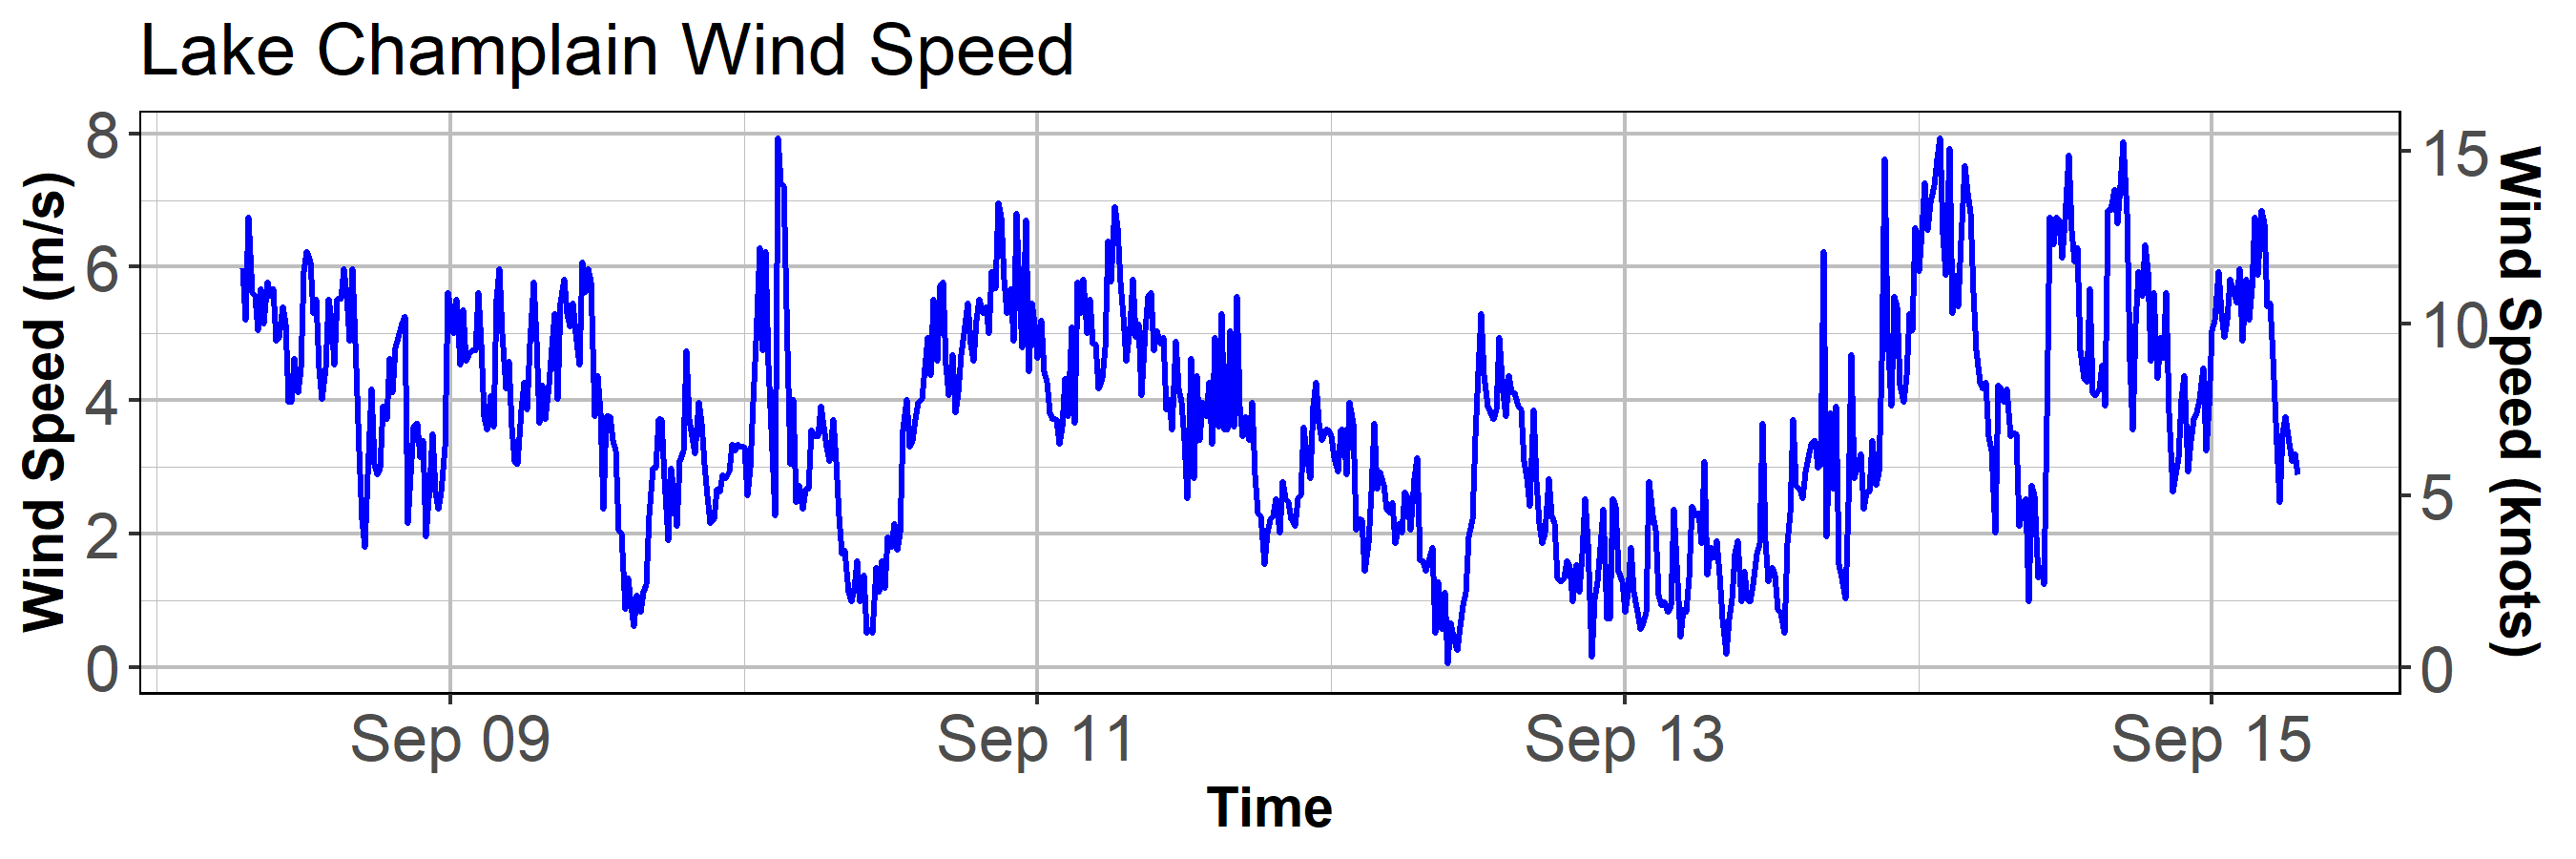 Lake Champlain Wind Speed
Wind Speed (m/s)
8
6
4
2
0
15
10
5
0
Wind Speed (knots)
Sep 09 Sep 11 Sep 13 Sep 15
Time